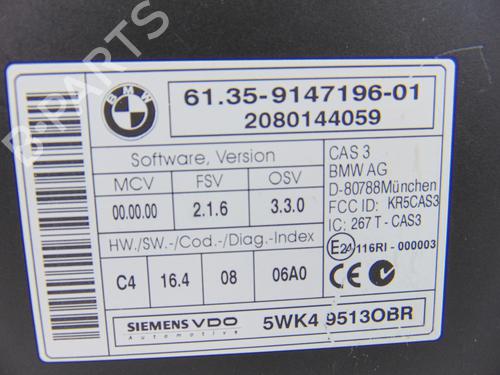 B-PARTS
BMW
61.35-9147196-01
2080144059
Software, Version
MCV FSV OSV
00.00.00 2.1.6 3.3.0
HW./SW.-/Cod.-/Diag.-Index
C4 16.4 08 06A0
CAS 3
BMW AG
D-80788München
FCC ID: KR5CAS3
IC: 267 T - CAS3
E24 116RI - 000003
CE
SIEMENS VDO
Automotive
5WK4 9513OBR